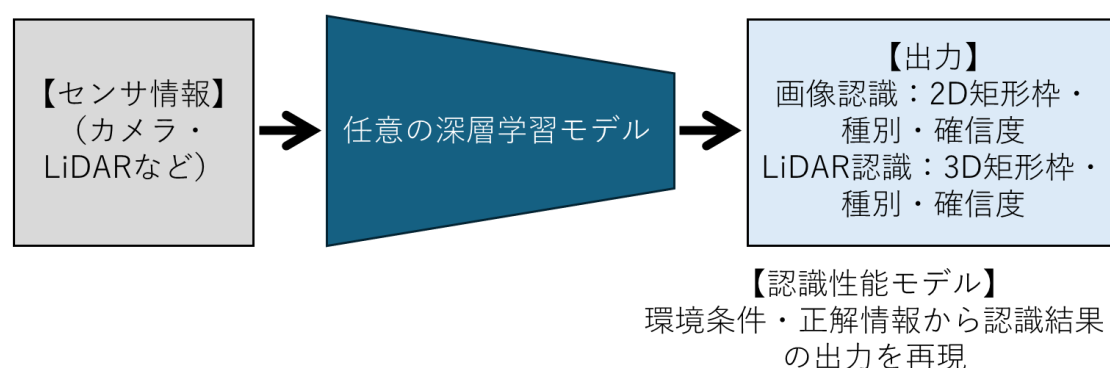 【センサ情報】
（カメラ・
LiDARなど）
任意の深層学習モデル
【出力】
画像認識：2D矩形枠・
種別・確信度
LiDAR認識：3D矩形枠・
種別・確信度
【認識性能モデル】
環境条件・正解情報から認識結果
の出力を再現